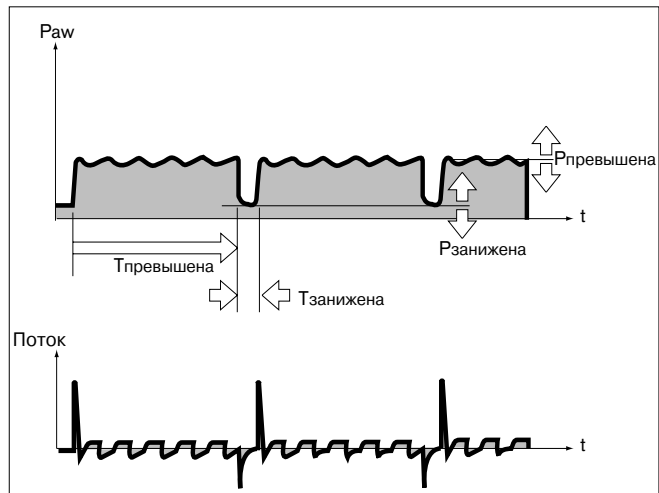 Paw
Pпревышена
t
Pзанижена
Tпревышена
Tзанижена
Поток
t